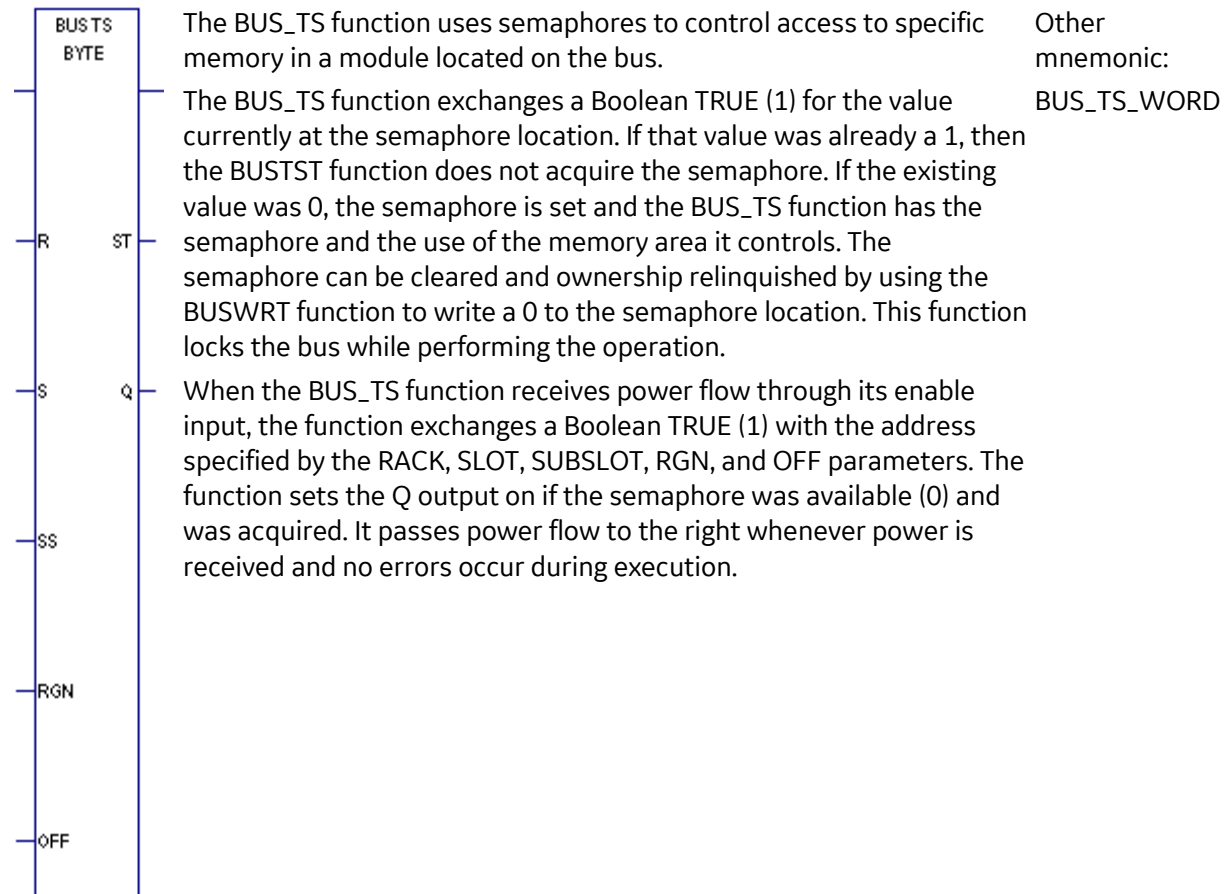 BUS TS
BYTE
R ST
S Q
SS
RGN
OFF
The BUS_TS function uses semaphores to control access to specific
memory in a module located on the bus.
The BUS_TS function exchanges a Boolean TRUE (1) for the value
currently at the semaphore location. If that value was already a 1, then
the BUSTST function does not acquire the semaphore. If the existing
value was 0, the semaphore is set and the BUS_TS function has the
semaphore and the use of the memory area it controls. The
semaphore can be cleared and ownership relinquished by using the
BUSWRT function to write a 0 to the semaphore location. This function
locks the bus while performing the operation.
When the BUS_TS function receives power flow through its enable
input, the function exchanges a Boolean TRUE (1) with the address
specified by the RACK, SLOT, SUBSLOT, RGN, and OFF parameters. The
function sets the Q output on if the semaphore was available (0) and
was acquired. It passes power flow to the right whenever power is
received and no errors occur during execution.
Other
mnemonic:
BUS_TS_WORD